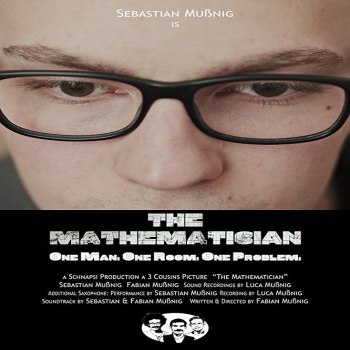 Sebastian Mußnig
is
THE
MATHEMATICIAN
One Man: One Room: One Problem:
a Schnapsi Production a 3 Cousins Picture "The Mathematician"
Sebastian Mußnig Fabian Mußnig Sound Recordings by Luca Mußnig
Additional Saxophone: Performance by Sebastian Mußnig Recording by Luca Mußnig
Soundtrack by Sebastian & Fabian Mußnig Written & Directed by Fabian Mußnig